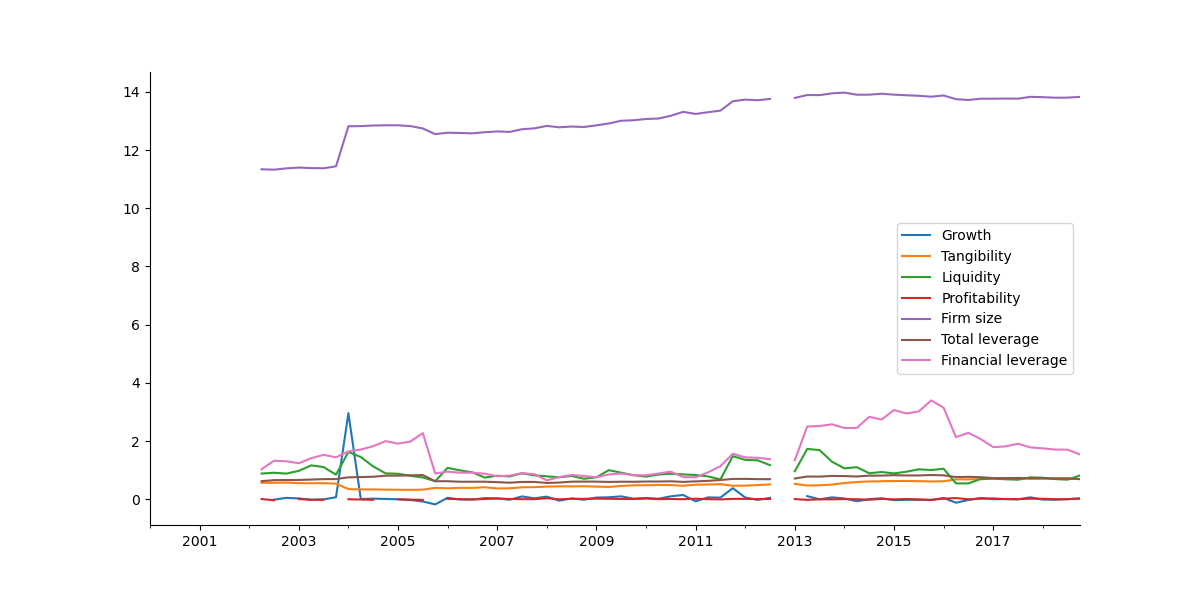 14
12
10
8
6
4
2
0
2001 2003 2005 2007 2009 2011 2013 2015 2017
Growth
Tangibility
Liquidity
Profitability
Firm size
Total leverage
Financial leverage